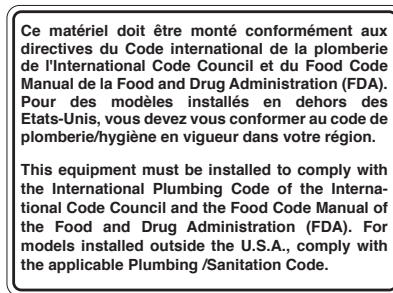 Ce matériel doit être monté conformément aux
directives du Code international de la plomberie
de l'International Code Council et du Food Code
Manual de la Food and Drug Administration (FDA).
Pour des modèles installés en dehors des
Etats-Unis, vous devez vous conformer au code de
plomberie/hygiène en vigueur dans votre région.
This equipment must be installed to comply with
the International Plumbing Code of the Interna-
tional Code Council and the Food Code Manual of
the Food and Drug Administration (FDA). For
models installed outside the U.S.A., comply with
the applicable Plumbing /Sanitation Code.